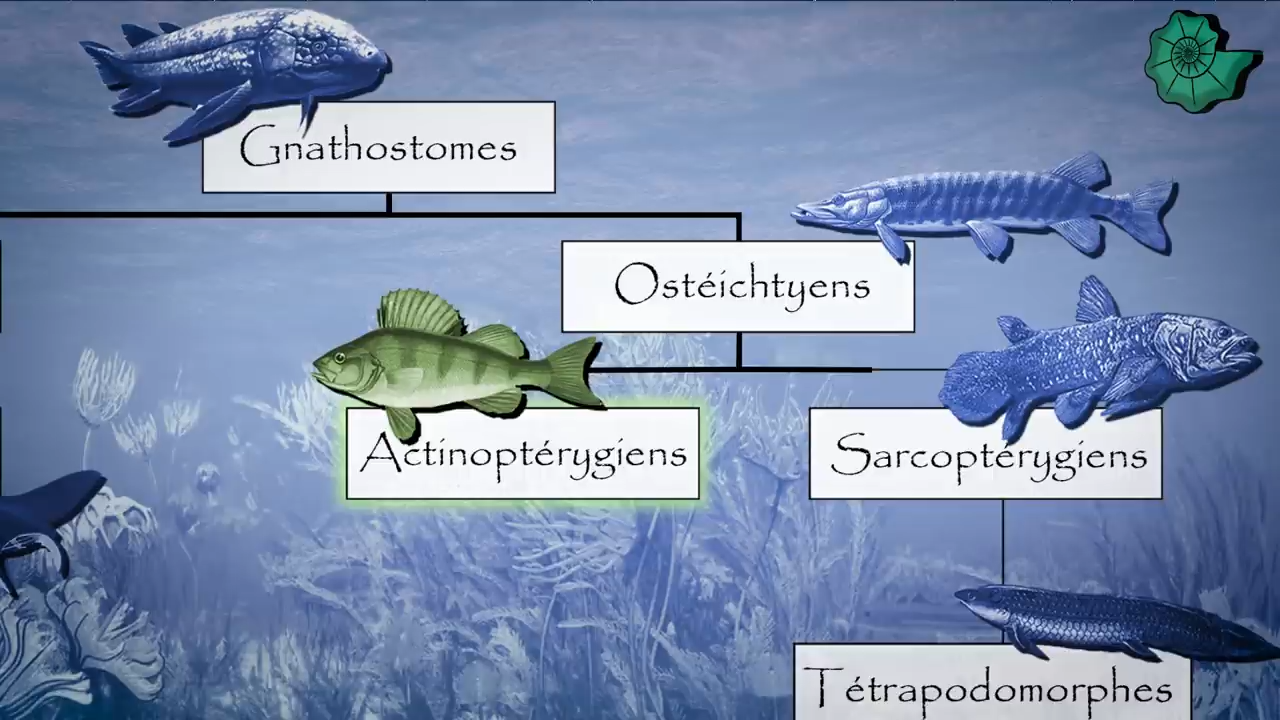 Gnathostomes
Ostéichtyens
Actinoptérygiens
Sarcoptérygiens
Tétrapodomorphes